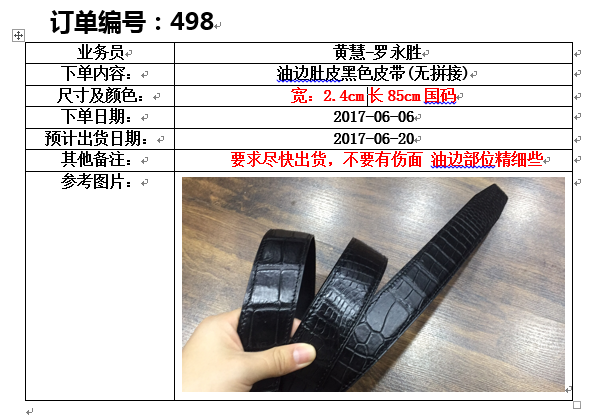 订单编号：498
业务员 黄慧-罗永胜
下单内容： 油边肚皮黑色皮带(无拼接)
尺寸及颜色： 宽：2.4cm 长 85cm 国码
下单日期： 2017-06-06
预计出货日期： 2017-06-20
其他备注： 要求尽快出货，不要有伤面 油边部位精细些
参考图片：